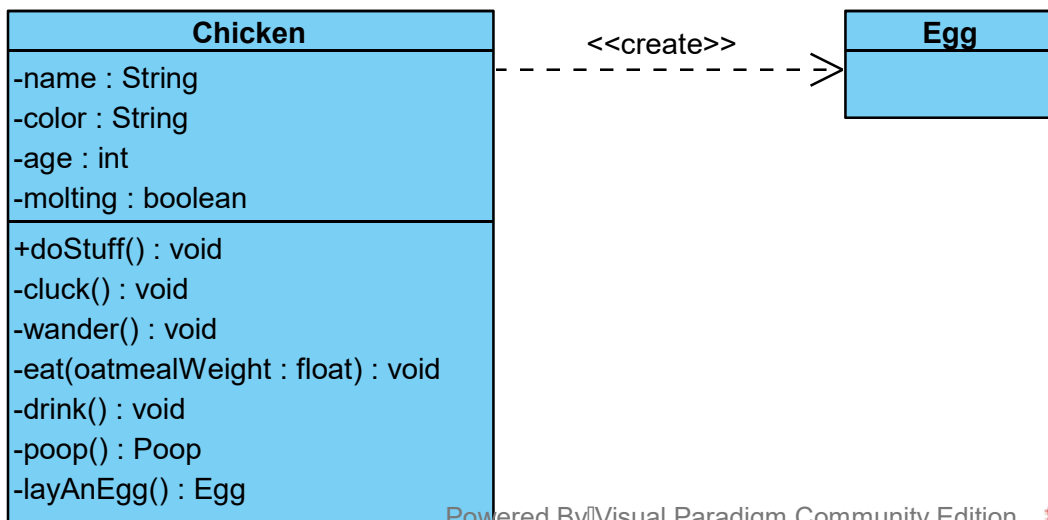 Chicken
-name : String
-color : String
-age : int
-molting : boolean
+doStuff() : void
-cluck() : void
-wander() : void
-eat(oatmealWeight : float) : void
-drink() : void
-poop() : Poop
-layAnEgg() : Egg
<<create>>
Egg
Powered By Visual Paradigm Community Edition